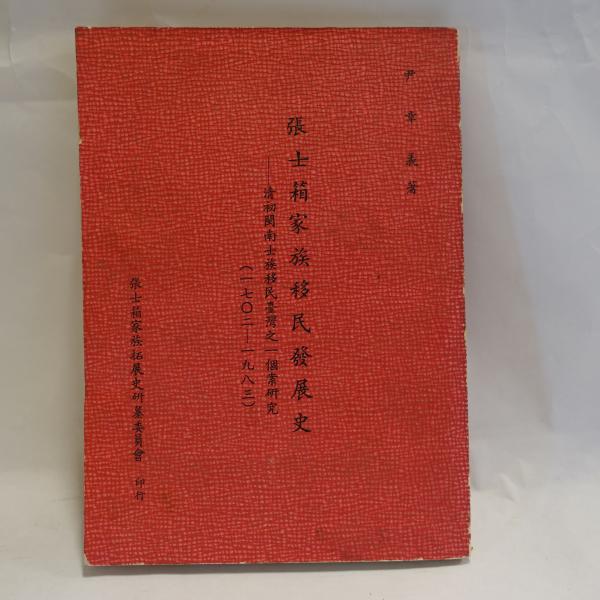 尹章義著
張士箱家族移民發展史
——清初閩南士族移民臺灣之一個案研究
(一七〇二—一九八三)
張士箱家族拓展史研纂委員會 印行